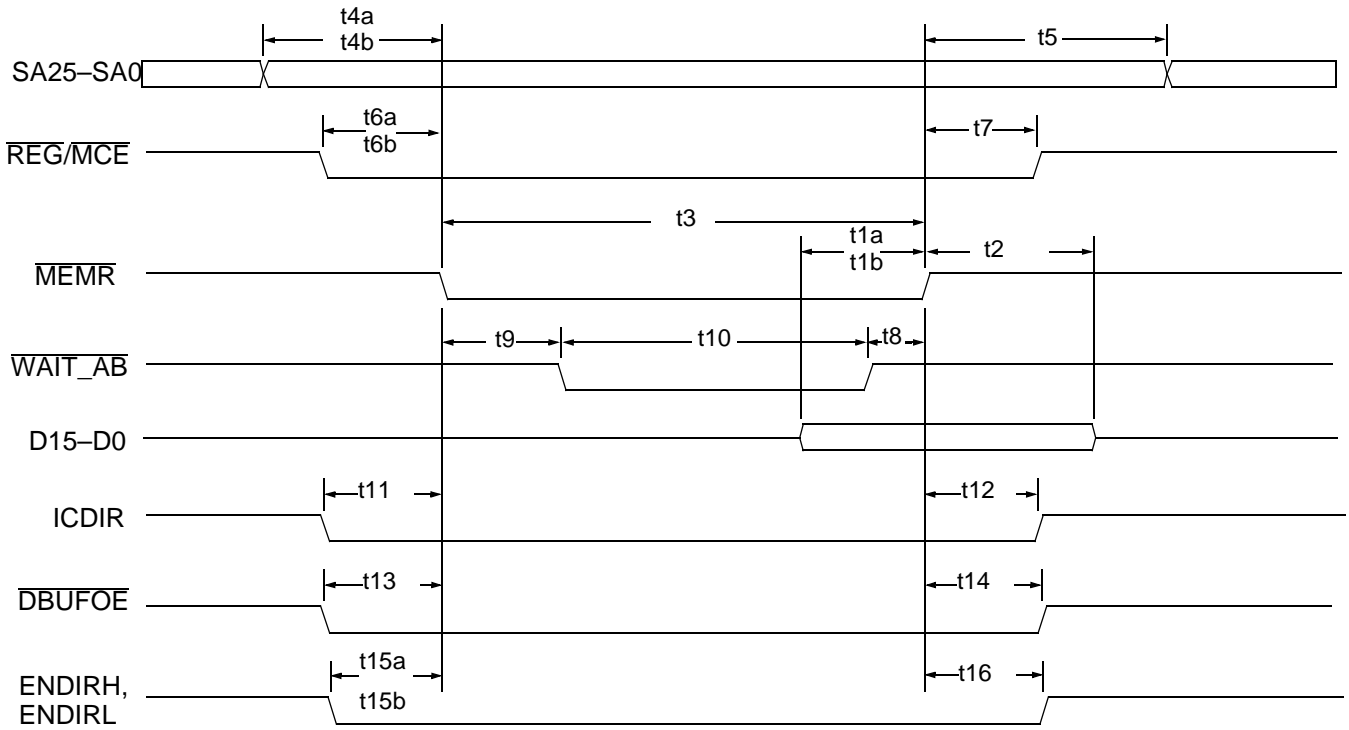 t4a
t4b
t5
SA25–SA0
t6a
t6b
t7
REG/MCE
t3
t1a
t1b
t2
MEMR
t9
t10
t8
WAIT_AB
D15–D0
t11
t12
ICDIR
t13
t14
DBUFOE
t15a
t15b
t16
ENDIRH,
ENDIRL